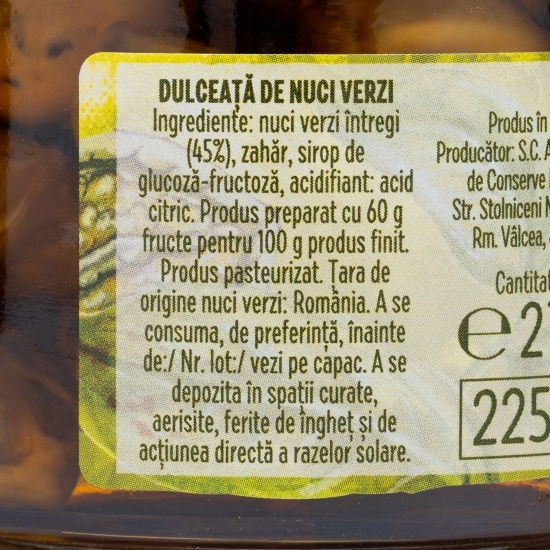 DULCEAȚĂ DE NUCI VERZI
Ingrediente: nuci verzi întregi
(45%), zahăr, sirop de
glucoză-fructoză, acidifiant: acid
citric. Produs preparat cu 60 g
fructe pentru 100 g produs finit.
Produs pasteurizat. Țara de
origine nuci verzi: România. A se
consuma, de preferință, înainte
de:/ Nr. lot:/ vezi pe capac. A se
depozita în spații curate,
aerisite, ferite de îngheț și de
acțiunea directă a razelor solare.
Produs în
Producător: S.C. A
de Conserve
Str. Stolniceni N
Rm. Vâlcea,
Cantitat
e 2
225